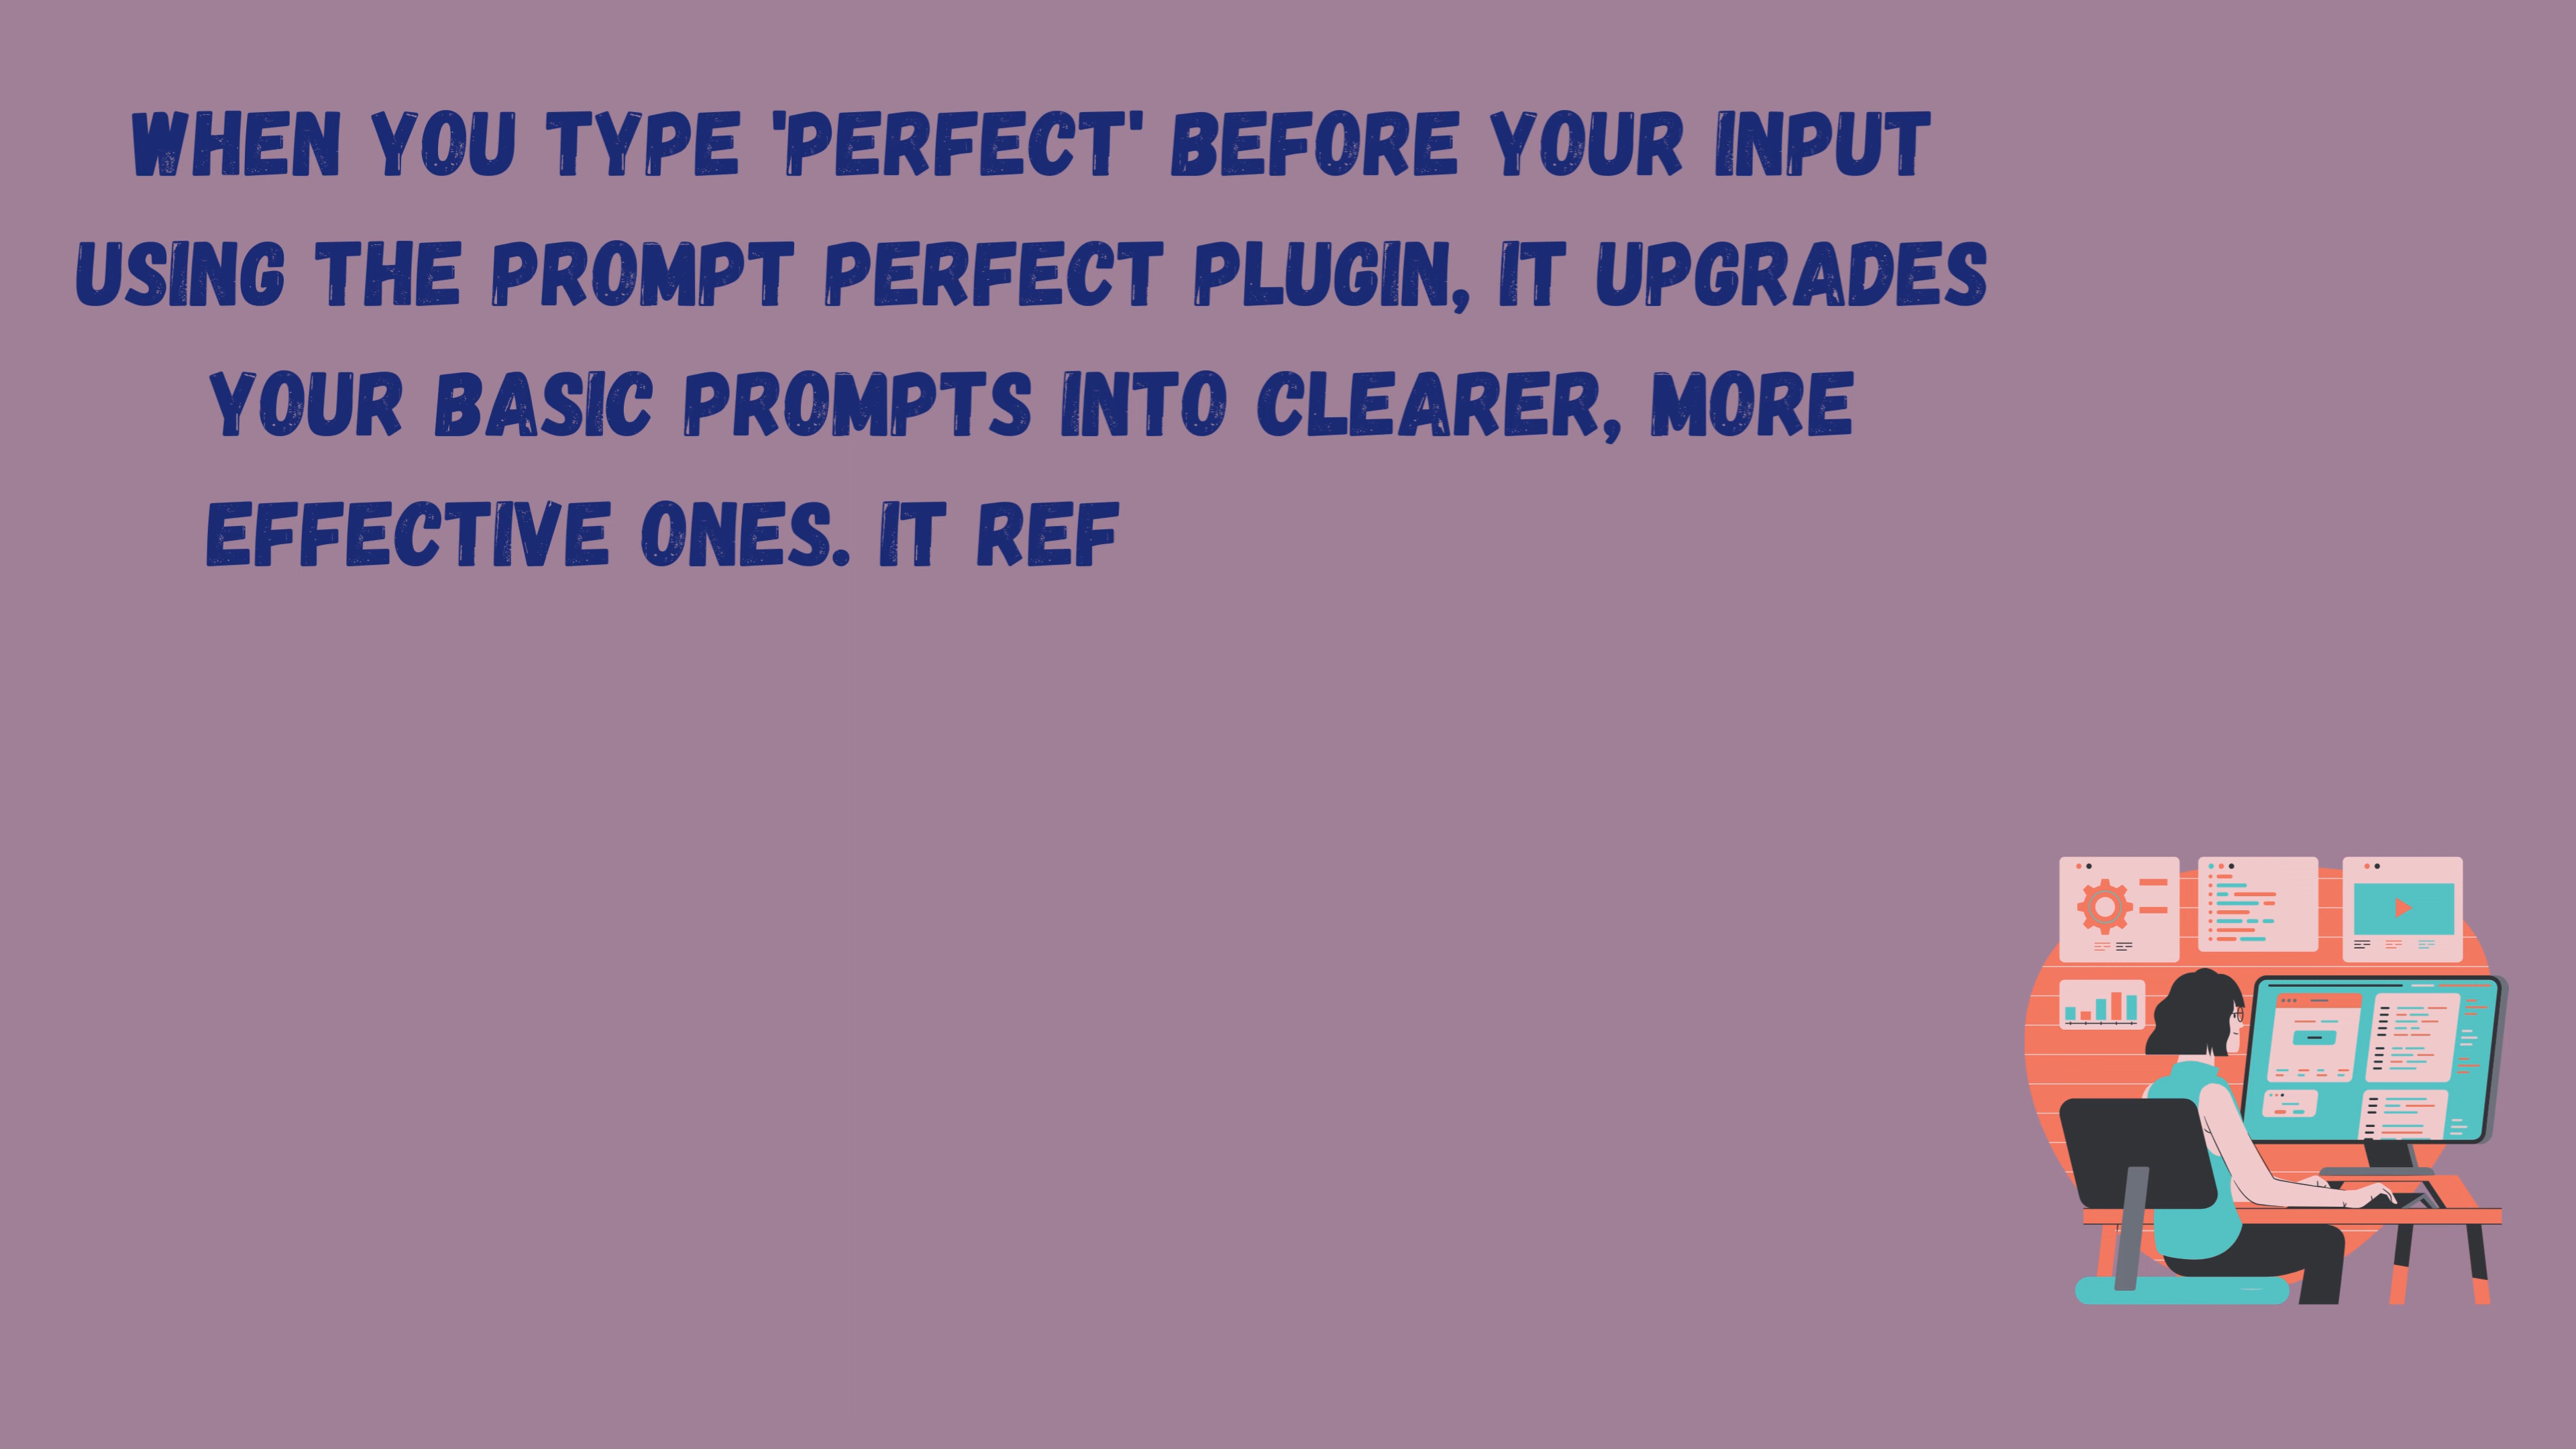 WHEN YOU TYPE 'PERFECT' BEFORE YOUR INPUT
USING THE PROMPT PERFECT PLUGIN, IT UPGRADES
YOUR BASIC PROMPTS INTO CLEARER, MORE
EFFECTIVE ONES. IT REF